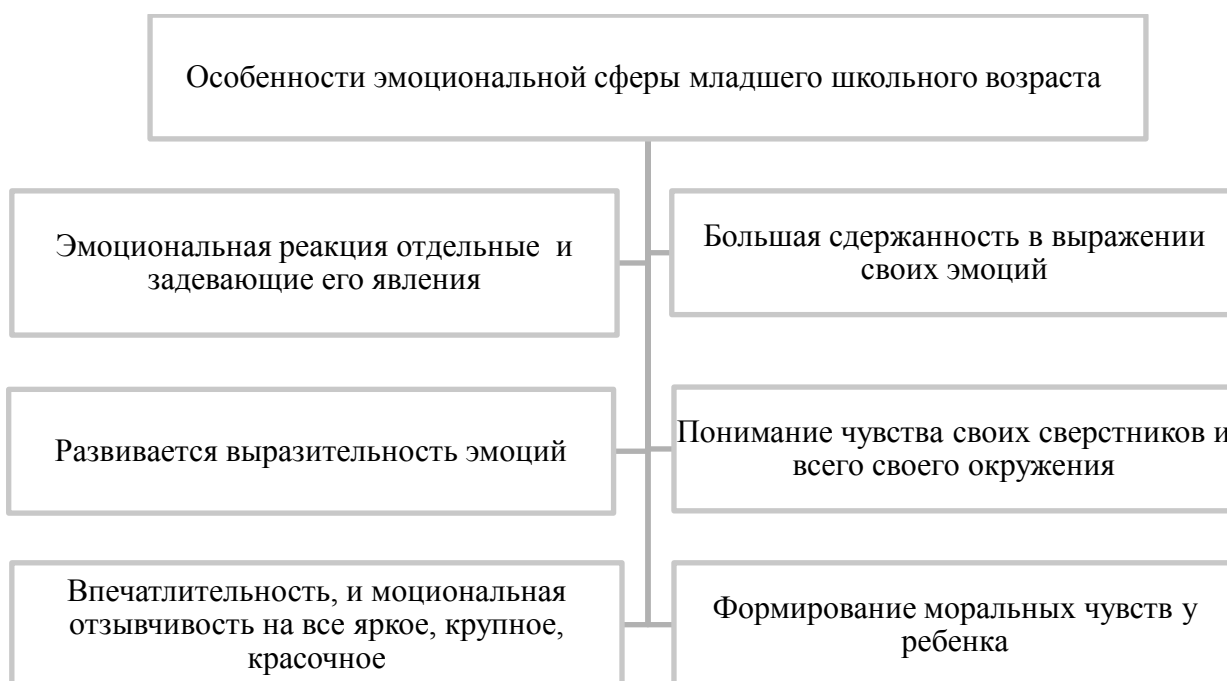 Особенности эмоциональной сферы младшего школьного возраста
Эмоциональная реакция отдельные и
задевающие его явления
Большая сдержанность в выражении
своих эмоций
Развивается выразительность эмоций
Понимание чувства своих сверстников и
всего своего окружения
Впечатлительность, и моциональная
отзывчивость на все яркое, крупное,
красочное
Формирование моральных чувств у
ребенка